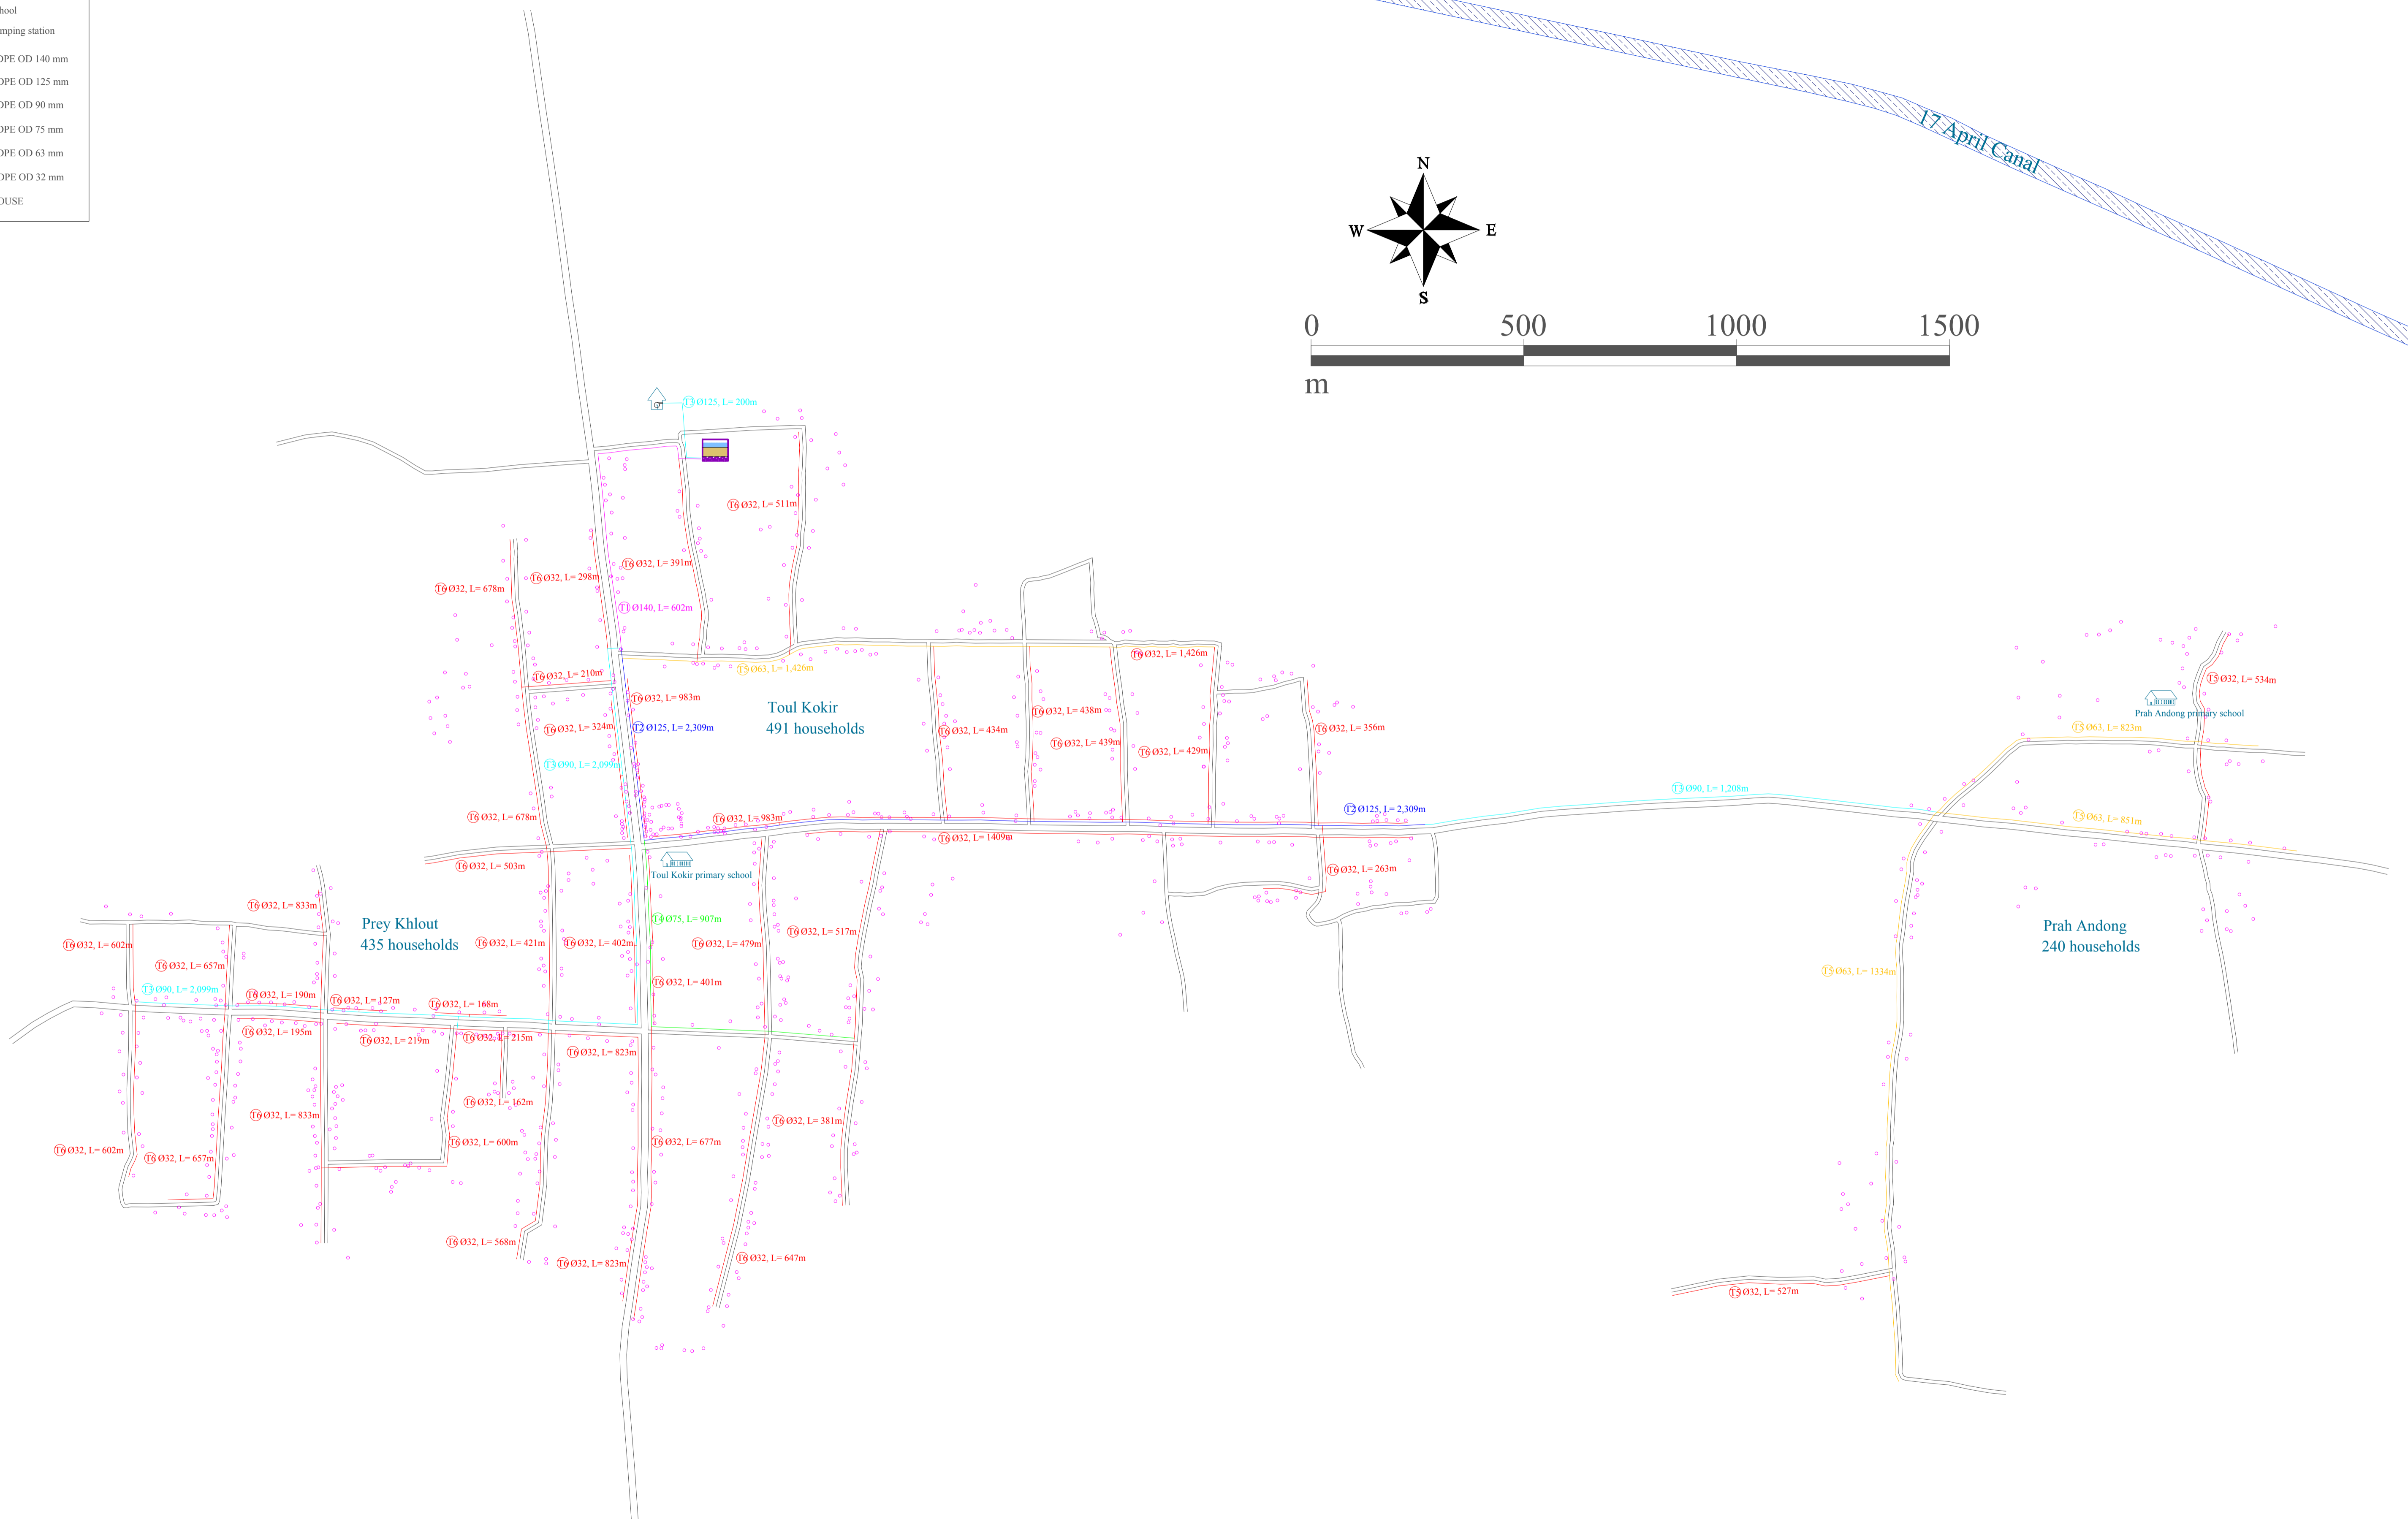 hool
mping station
DPE OD 140 mm
DPE OD 125 mm
DPE OD 90 mm
DPE OD 75 mm
DPE OD 63 mm
DPE OD 32 mm
OUSE
17 April Canal
N
W
E
S
0 500 1000 1500
m
T3 Ø125, L= 200m
T6 Ø32, L= 511m
T6 Ø32, L= 391m
T6 Ø32, L= 298m
T6 Ø32, L= 678m
T1 Ø140, L= 602m
T6 Ø32, L= 1,426m
T5 Ø63, L= 1,426m
T6 Ø32, L= 210m
T6 Ø32, L= 983m
T6 Ø32, L= 324m
T2 Ø125, L= 2,309m
Toul Kokir
491 households
T6 Ø32, L= 434m
T6 Ø32, L= 438m
T6 Ø32, L= 439m
T6 Ø32, L= 429m
T6 Ø32, L= 356m
T5 Ø32, L= 534m
Prah Andong primary school
T5 Ø63, L= 823m
T3 Ø90, L= 2,099m
T3 Ø90, L= 1,208m
T2 Ø125, L= 2,309m
T5 Ø63, L= 851m
T6 Ø32, L= 678m
T6 Ø32, L= 983m
T6 Ø32, L= 1409m
T6 Ø32, L= 503m
Toul Kokir primary school
T6 Ø32, L= 263m
T6 Ø32, L= 833m
Prey Khlout
435 households
T4 Ø75, L= 907m
T6 Ø32, L= 517m
Prah Andong
240 households
T6 Ø32, L= 602m
T6 Ø32, L= 421m
T6 Ø32, L= 402m
T6 Ø32, L= 479m
T6 Ø32, L= 657m
T5 Ø63, L= 1334m
T6 Ø32, L= 401m
T3 Ø90, L= 2,099m
T6 Ø32, L= 190m
T6 Ø32, L= 127m
T6 Ø32, L= 168m
T6 Ø32, L= 195m
T6 Ø32, L= 219m
T6 Ø32, L= 215m
T6 Ø32, L= 823m
T6 Ø32, L= 162m
T6 Ø32, L= 833m
T6 Ø32, L= 381m
T6 Ø32, L= 600m
T6 Ø32, L= 677m
T6 Ø32, L= 602m
T6 Ø32, L= 657m
T6 Ø32, L= 568m
T6 Ø32, L= 823m
T6 Ø32, L= 647m
T5 Ø32, L= 527m